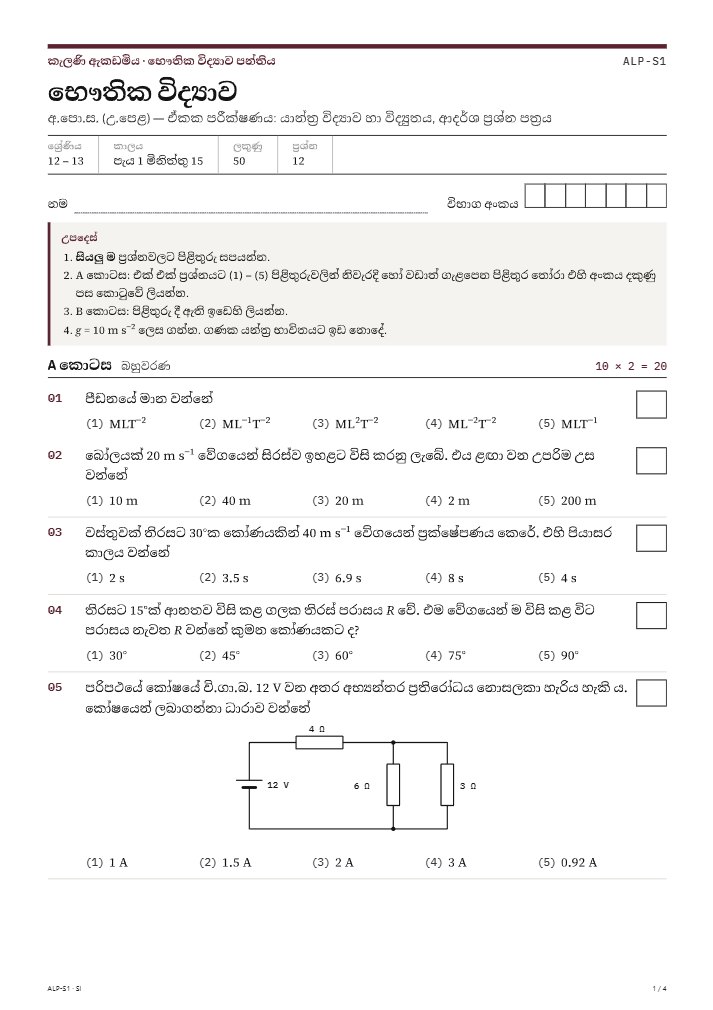 කැලණි ඇකඩමිය · භෞතික විද්‍යාව පන්තිය
ALP-S1
භෞතික විද්‍යාව
අ.පො.ස. (උ.පෙළ) — ඒකක පරීක්ෂණය: යාන්ත්‍ර විද්‍යාව හා විද්‍යුතය, ආදර්ශ ප්‍රශ්න පත්‍රය
ශ්‍රේණිය කාලය ලකුණු ප්‍රශ්න
12 – 13 පැය 1 මිනිත්තු 15 50 12
නම
විභාග අංකය
උපදෙස්
1. සියලු ම ප්‍රශ්නවලට පිළිතුරු සපයන්න.
2. A කොටස: එක් එක් ප්‍රශ්නයට (1) – (5) පිළිතුරුවලින් නිවැරදි හෝ වඩාත් ගැළපෙන පිළිතුර තෝරා එහි අංකය දකුණු
පස කොටුවේ ලියන්න.
3. B කොටස: පිළිතුරු දී ඇති ඉඩෙහි ලියන්න.
4. g = 10 m s⁻² ලෙස ගන්න. ගණක යන්ත්‍ර භාවිතයට ඉඩ නොදේ.
A කොටස බහුවරණ
10 × 2 = 20
01 පීඩනයේ මාන වන්නේ
(1) MLT⁻² (2) ML⁻¹T⁻² (3) ML²T⁻² (4) ML⁻²T⁻² (5) MLT⁻¹
02 බෝලයක් 20 m s⁻¹ වේගයෙන් සිරස්ව ඉහළට විසි කරනු ලැබේ. එය ළඟා වන උපරිම උස
වන්නේ
(1) 10 m (2) 40 m (3) 20 m (4) 2 m (5) 200 m
03 වස්තුවක් තිරසට 30°ක කෝණයකින් 40 m s⁻¹ වේගයෙන් ප්‍රක්ෂේපණය කෙරේ. එහි පියාසර
කාලය වන්නේ
(1) 2 s (2) 3.5 s (3) 6.9 s (4) 8 s (5) 4 s
04 තිරසට 15°ක් ආනතව විසි කළ ගලක තිරස් පරාසය R වේ. එම වේගයෙන් ම විසි කළ විට
පරාසය නැවත R වන්නේ කුමන කෝණයකට ද?
(1) 30° (2) 45° (3) 60° (4) 75° (5) 90°
05 පරිපථයේ කෝෂයේ වි.ගා.බ. 12 V වන අතර අභ්‍යන්තර ප්‍රතිරෝධය නොසලකා හැරිය හැකි ය.
කෝෂයෙන් ලබාගන්නා ධාරාව වන්නේ
4 Ω
12 V 6 Ω 3 Ω
(1) 1 A (2) 1.5 A (3) 2 A (4) 3 A (5) 0.92 A
ALP-S1 · SI
1 / 4